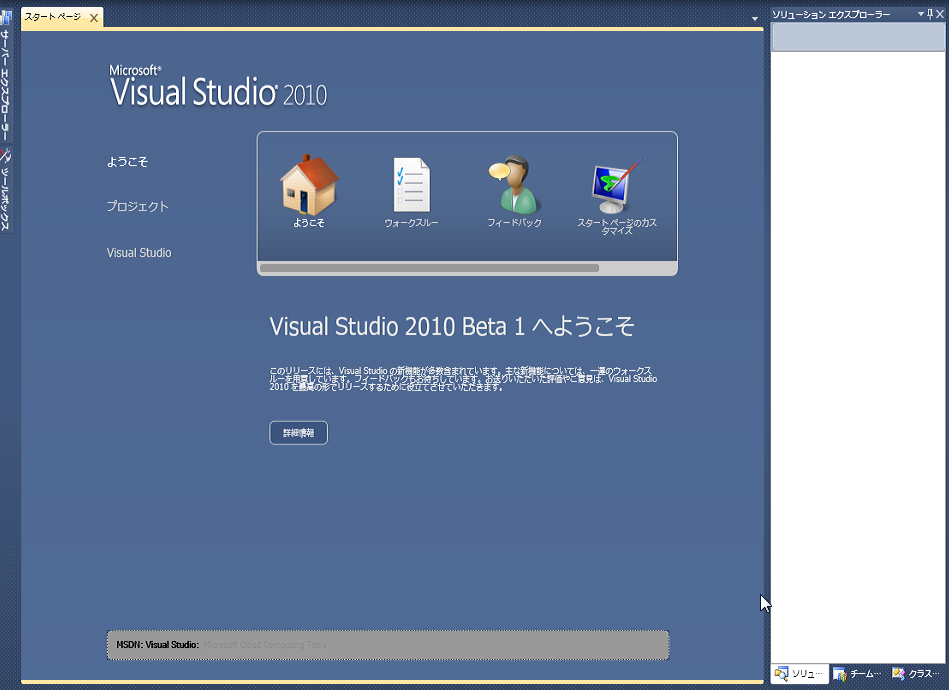 スタート ページ
ソリューション エクスプローラー
サーバー エクスプローラー
ツールボックス
Microsoft®
Visual Studio® 2010
ようこそ
プロジェクト
Visual Studio
ようこそ
ウォークスルー
フィードバック
スタート ページのカス
タマイズ
Visual Studio 2010 Beta 1 へようこそ
このリリースには、Visual Studio の新機能が多数含まれています。主な新機能については、一連のウォークス
ルーを用意しています。フィードバックもお待ちしています。お送りいただいた評価やご意見は、Visual Studio
2010 を最高の形でリリースするために役立てさせていただきます。
詳細情報
MSDN: Visual Studio: Microsoft Cloud Computing Tools
ソリュ…
チーム…
クラス…